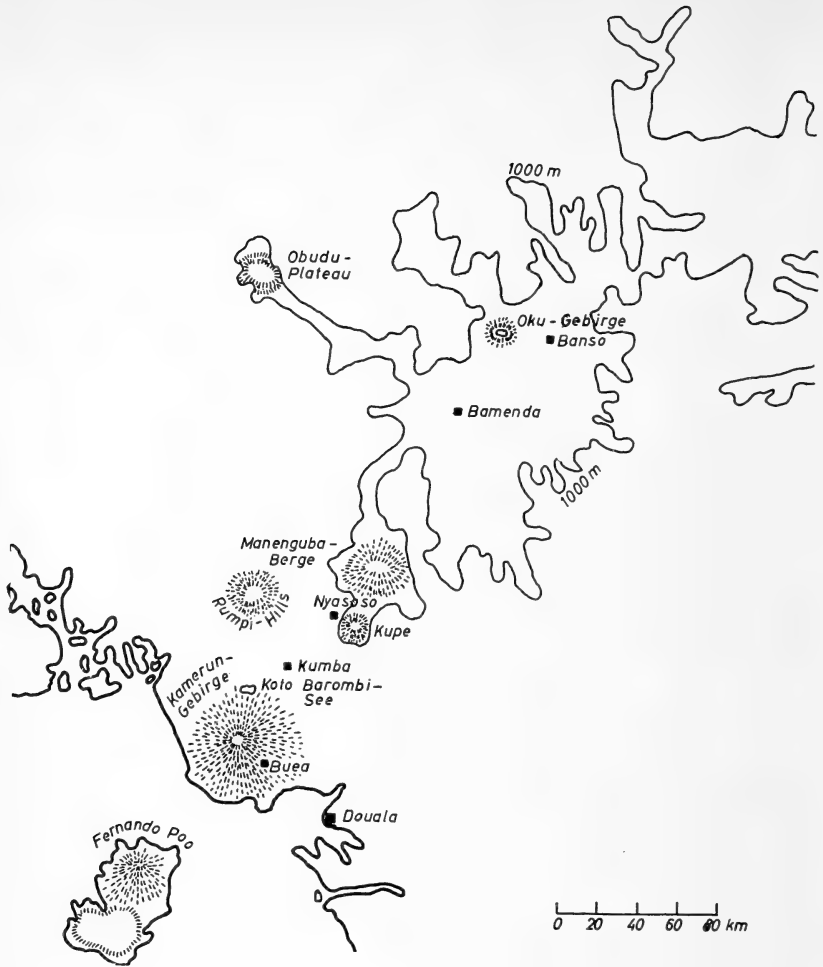 1000 m
Obudu-
Plateau
Oku-Gebirge
Banso
Bamenda
1000 m
Manenguba-
Berge
Rumpi-Hills
Nyasoso
Kupe
Kumba
Kamerun-
Gebirge
Koto Barombi-
See
Buea
Douala
Fernando Poo
0 20 40 60 80 km